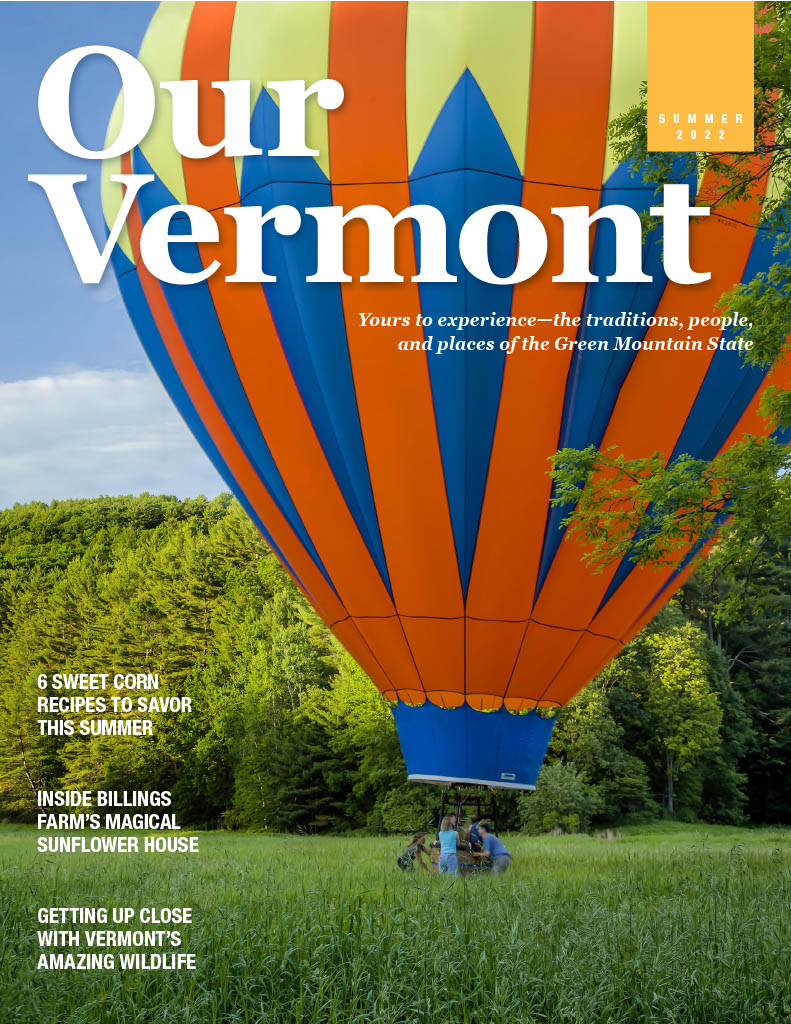 SUMMER
2022
Our
Vermont
Yours to experience—the traditions, people,
and places of the Green Mountain State
6 SWEET CORN
RECIPES TO SAVOR
THIS SUMMER
INSIDE BILLINGS
FARM'S MAGICAL
SUNFLOWER HOUSE
GETTING UP CLOSE
WITH VERMONT'S
AMAZING WILDLIFE